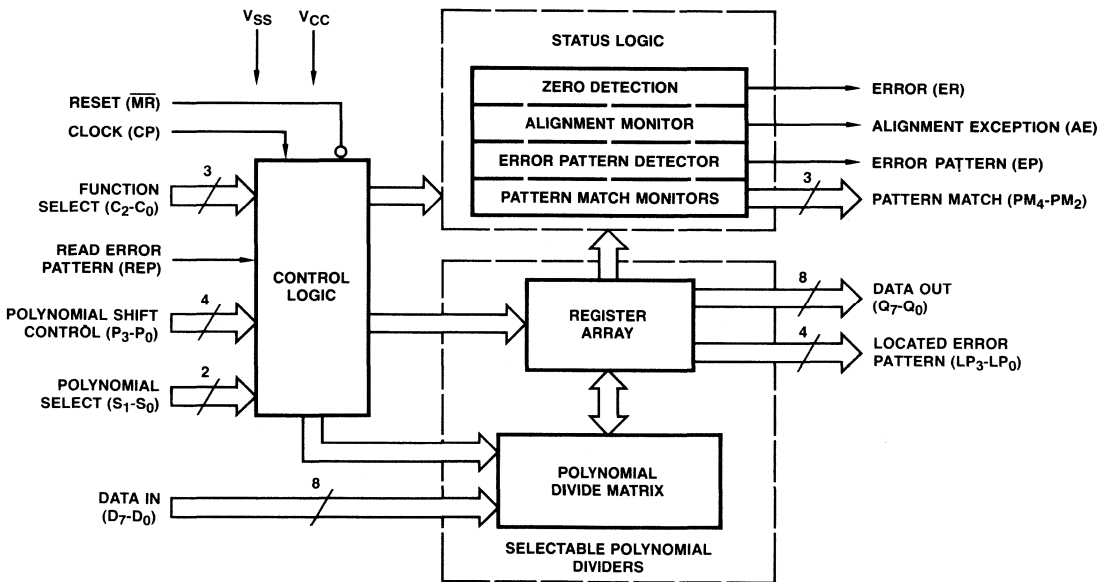 VSS
VCC
RESET (MR)
CLOCK (CP)
3
FUNCTION
SELECT (C2-C0)
READ ERROR
PATTERN (REP)
4
POLYNOMIAL SHIFT
CONTROL (P3-P0)
2
POLYNOMIAL
SELECT (S1-S0)
8
DATA IN
(D7-D0)
CONTROL
LOGIC
STATUS LOGIC
ZERO DETECTION
ALIGNMENT MONITOR
ERROR PATTERN DETECTOR
PATTERN MATCH MONITORS
ERROR (ER)
ALIGNMENT EXCEPTION (AE)
ERROR PATTERN (EP)
3
PATTERN MATCH (PM4-PM2)
REGISTER
ARRAY
8
DATA OUT
(Q7-Q0)
4
LOCATED ERROR
PATTERN (LP3-LP0)
POLYNOMIAL
DIVIDE MATRIX
SELECTABLE POLYNOMIAL
DIVIDERS